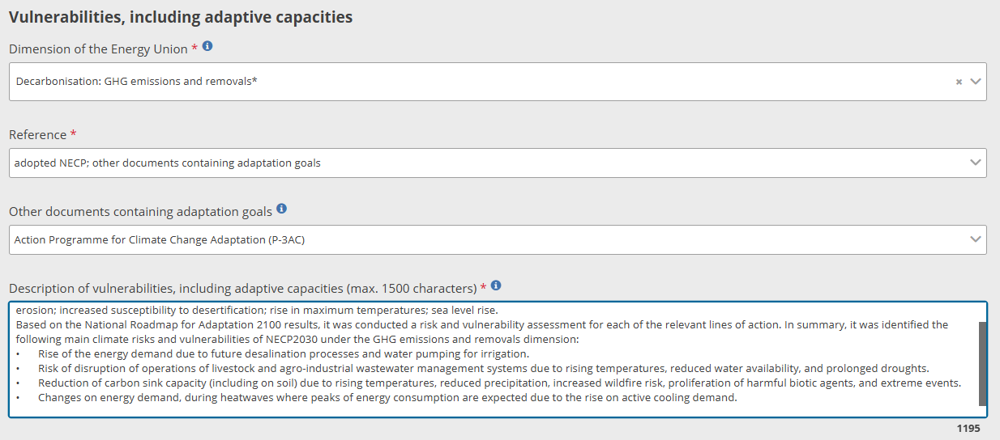 Vulnerabilities, including adaptive capacities
Dimension of the Energy Union *
Decarbonisation: GHG emissions and removals*
Reference *
adopted NECP; other documents containing adaptation goals
Other documents containing adaptation goals
Action Programme for Climate Change Adaptation (P-3AC)
Description of vulnerabilities, including adaptive capacities (max. 1500 characters) *
erosion; increased susceptibility to desertification; rise in maximum temperatures; sea level rise.
Based on the National Roadmap for Adaptation 2100 results, it was conducted a risk and vulnerability assessment for each of the relevant lines of action. In summary, it was identified the
following main climate risks and vulnerabilities of NECP2030 under the GHG emissions and removals dimension:
• Rise of the energy demand due to future desalination processes and water pumping for irrigation.
• Risk of disruption of operations of livestock and agro-industrial wastewater management systems due to rising temperatures, reduced water availability, and prolonged droughts.
• Reduction of carbon sink capacity (including on soil) due to rising temperatures, reduced precipitation, increased wildfire risk, proliferation of harmful biotic agents, and extreme events.
• Changes on energy demand, during heatwaves where peaks of energy consumption are expected due to the rise on active cooling demand.
1195